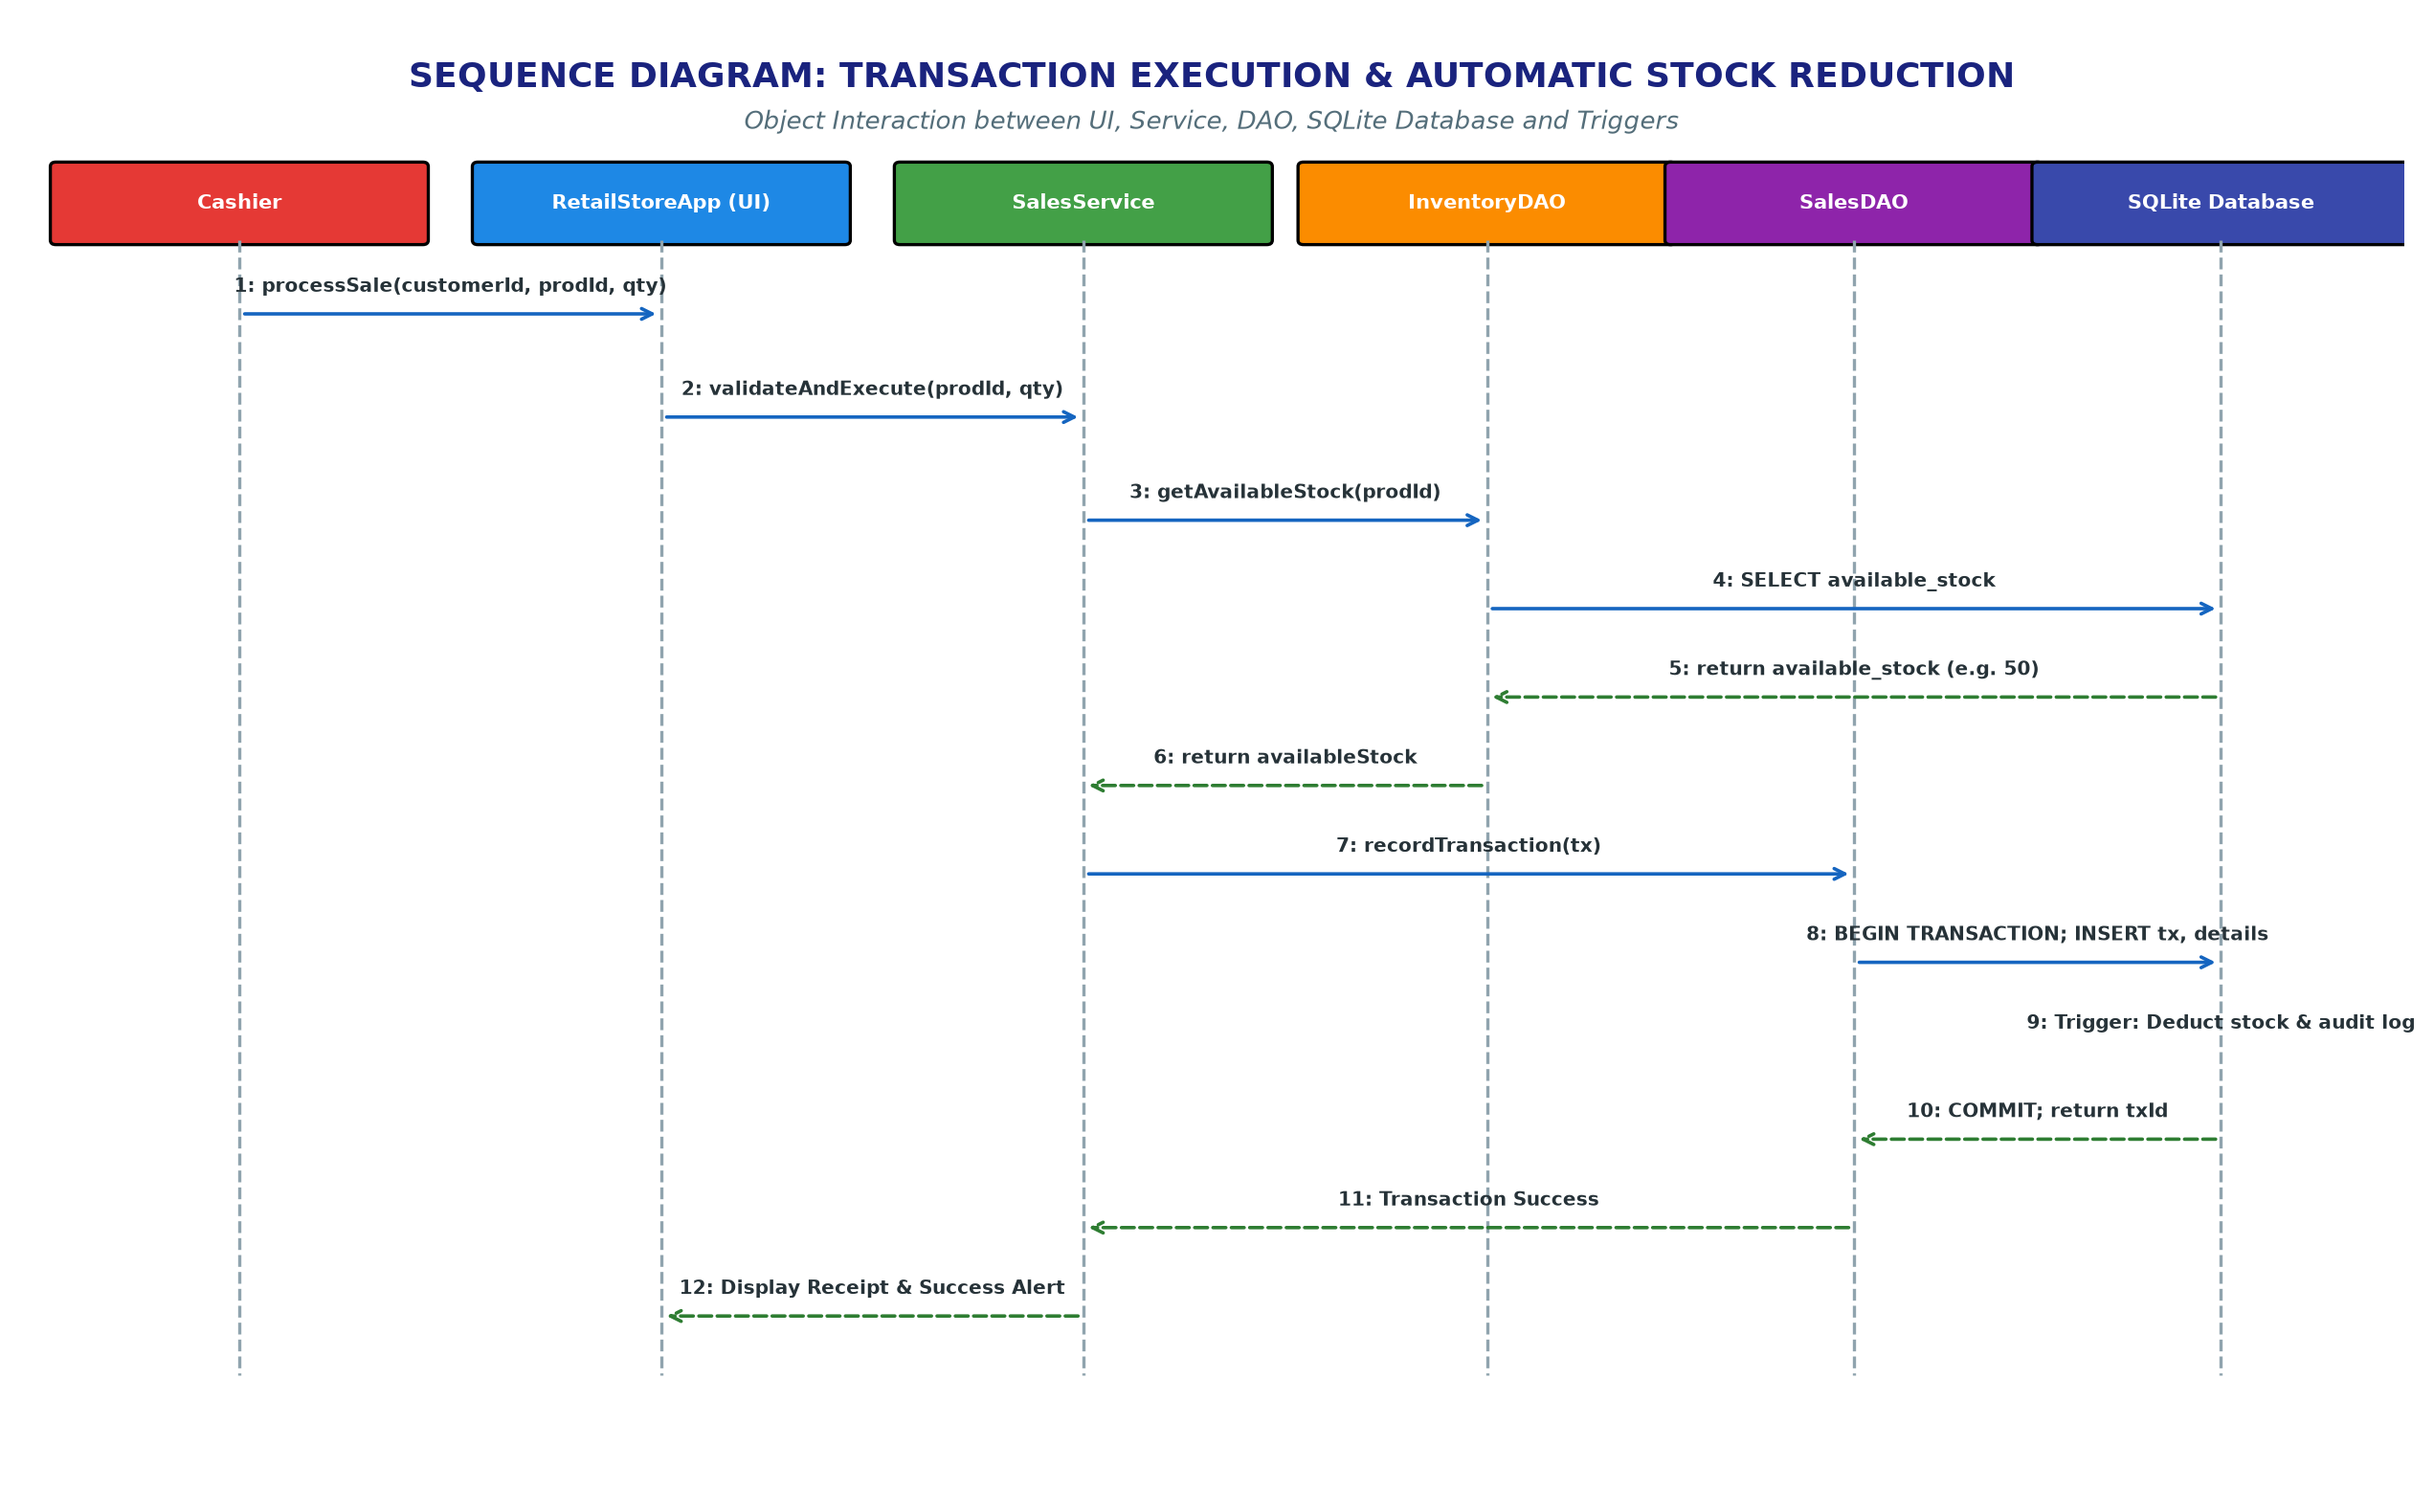 SEQUENCE DIAGRAM: TRANSACTION EXECUTION & AUTOMATIC STOCK REDUCTION
Object Interaction between UI, Service, DAO, SQLite Database and Triggers
Cashier
RetailStoreApp (UI)
SalesService
InventoryDAO
SalesDAO
SQLite Database
1: processSale(customerId, prodId, qty)
2: validateAndExecute(prodId, qty)
3: getAvailableStock(prodId)
4: SELECT available_stock
5: return available_stock (e.g. 50)
6: return availableStock
7: recordTransaction(tx)
8: BEGIN TRANSACTION; INSERT tx, details
9: Trigger: Deduct stock & audit log
10: COMMIT; return txId
11: Transaction Success
12: Display Receipt & Success Alert